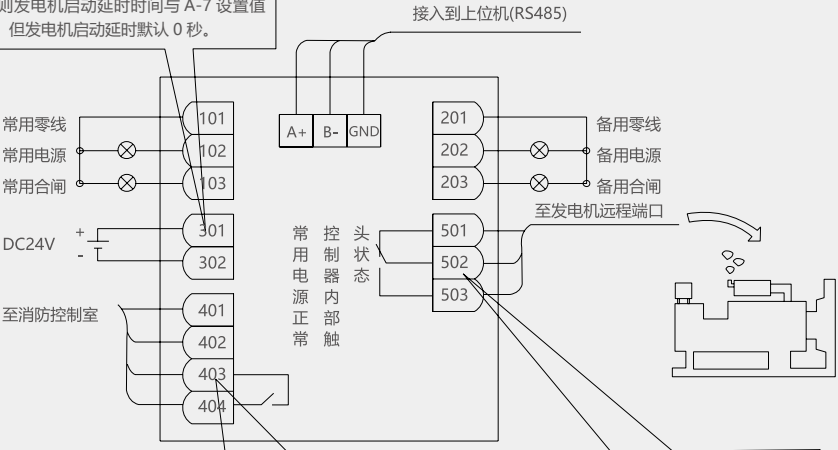 则发电机启动延时时间与 A-7 设置值
但发电机启动延时默认 0 秒。
接入到上位机(RS485)
A+ B- GND
常用零线
常用电源
常用合闸
101
102
103
201
202
203
备用零线
备用电源
备用合闸
DC24V
+
-
301
302
常用电源正常
控制器内部触
头状态
501
502
503
至发电机远程端口
至消防控制室
401
402
403
404